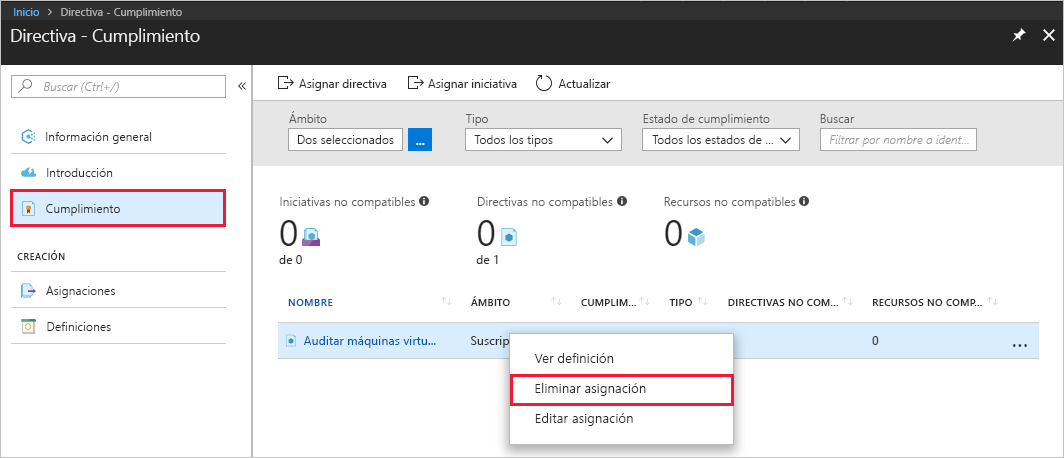 Inicio > Directiva - Cumplimiento
Directiva - Cumplimiento
Buscar (Ctrl+/)
Información general
Introducción
Cumplimiento
CREACIÓN
Asignaciones
Definiciones
Asignar directiva Asignar iniciativa Actualizar
Ámbito Tipo Estado de cumplimiento Buscar
Dos seleccionados ... Todos los tipos Todos los estados de ... Filtrar por nombre o ident...
Iniciativas no compatibles Directivas no compatibles Recursos no compatibles
0 0 0
de 0 de 1
NOMBRE ÁMBITO CUMPLIM... TIPO DIRECTIVAS NO COM... RECURSOS NO COMP...
Auditar máquinas virtu... Suscrip 0 ...
Ver definición
Eliminar asignación
Editar asignación